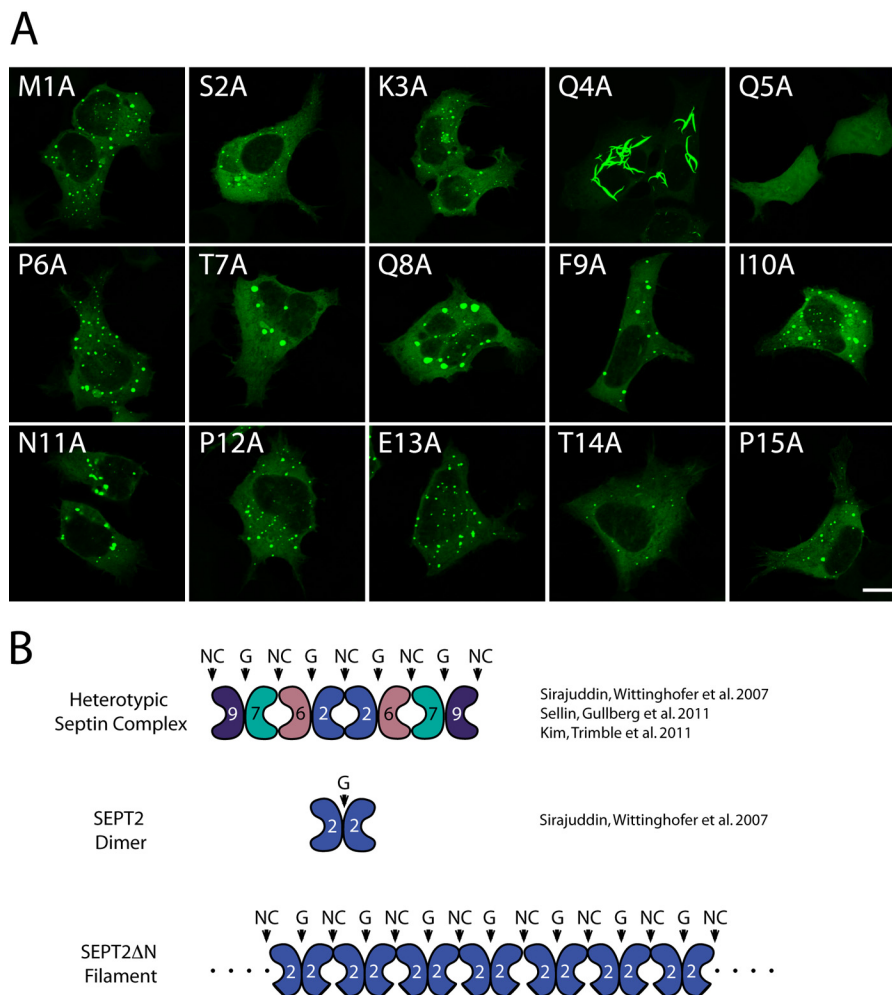 A
M1A S2A K3A Q4A Q5A
P6A T7A Q8A F9A I10A
N11A P12A E13A T14A P15A
B
NC G NC G NC G NC G NC
Heterotypic
Septin Complex
9 7 6 2 2 6 7 9
Sirajuddin, Wittinghofer et al. 2007
Sellin, Gullberg et al. 2011
Kim, Trimble et al. 2011
G
SEPT2
Dimer
2 2
Sirajuddin, Wittinghofer et al. 2007
NC G NC G NC G NC G NC G NC G NC G NC
SEPT2ΔN
Filament
2 2 2 2 2 2 2 2 2 2 2 2 2 2